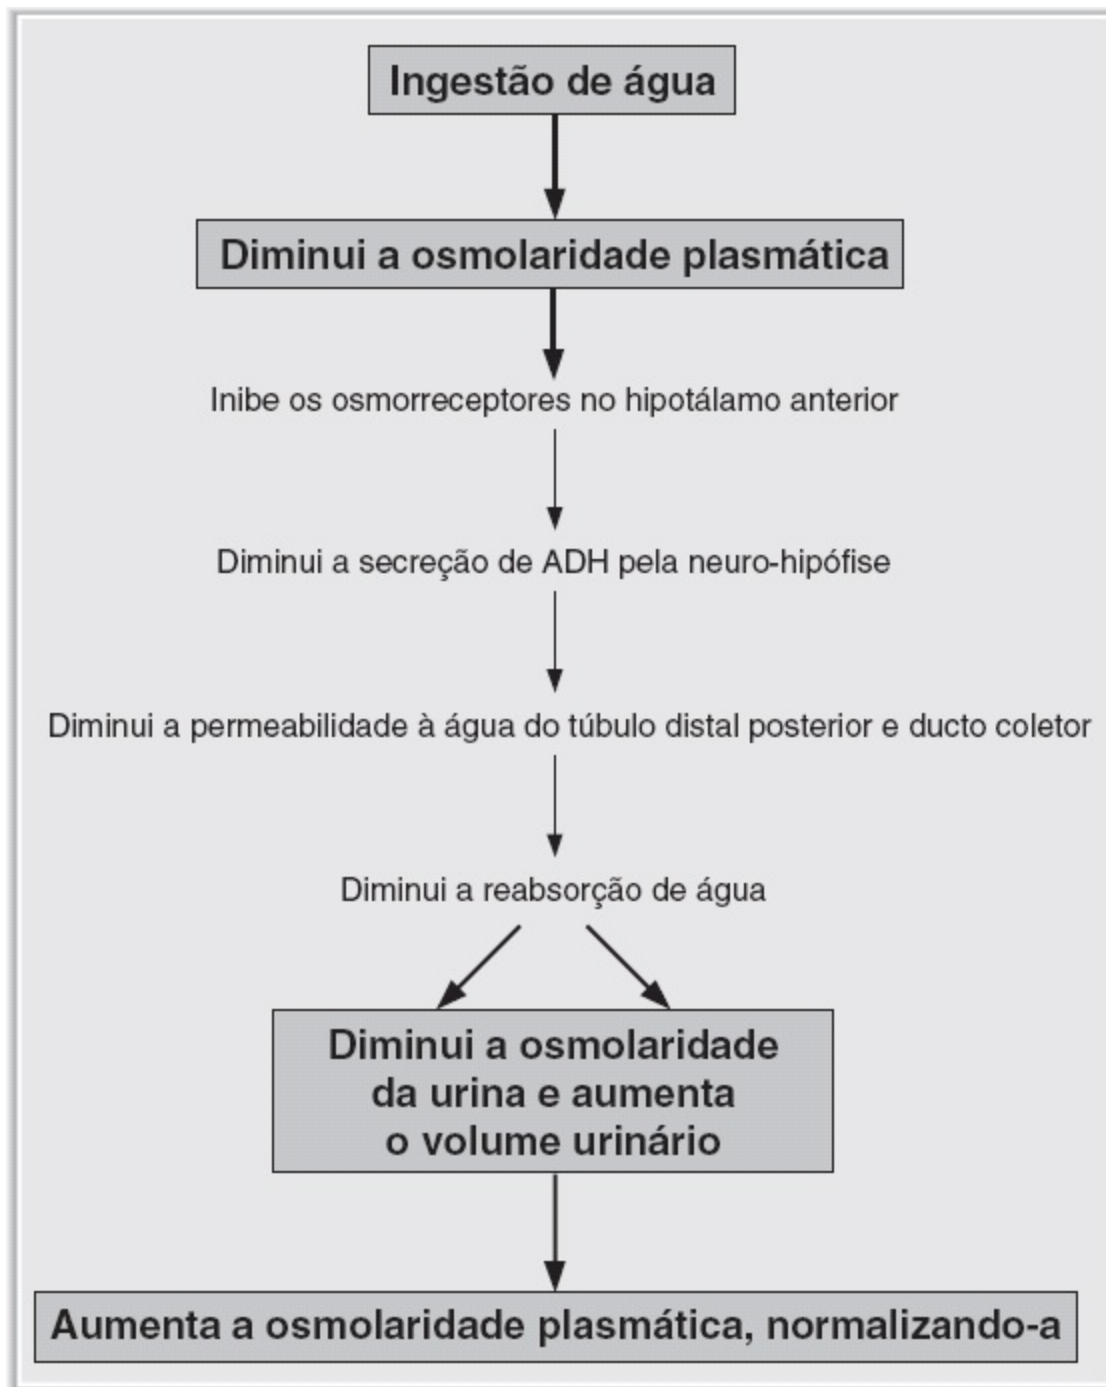 Ingestão de água
Diminui a osmolaridade plasmática
Inibe os osmorreceptores no hipotálamo anterior
Diminui a secreção de ADH pela neuro-hipófise
Diminui a permeabilidade à água do túbulo distal posterior e ducto coletor
Diminui a reabsorção de água
Diminui a osmolaridade
da urina e aumenta
o volume urinário
Aumenta a osmolaridade plasmática, normalizando-a